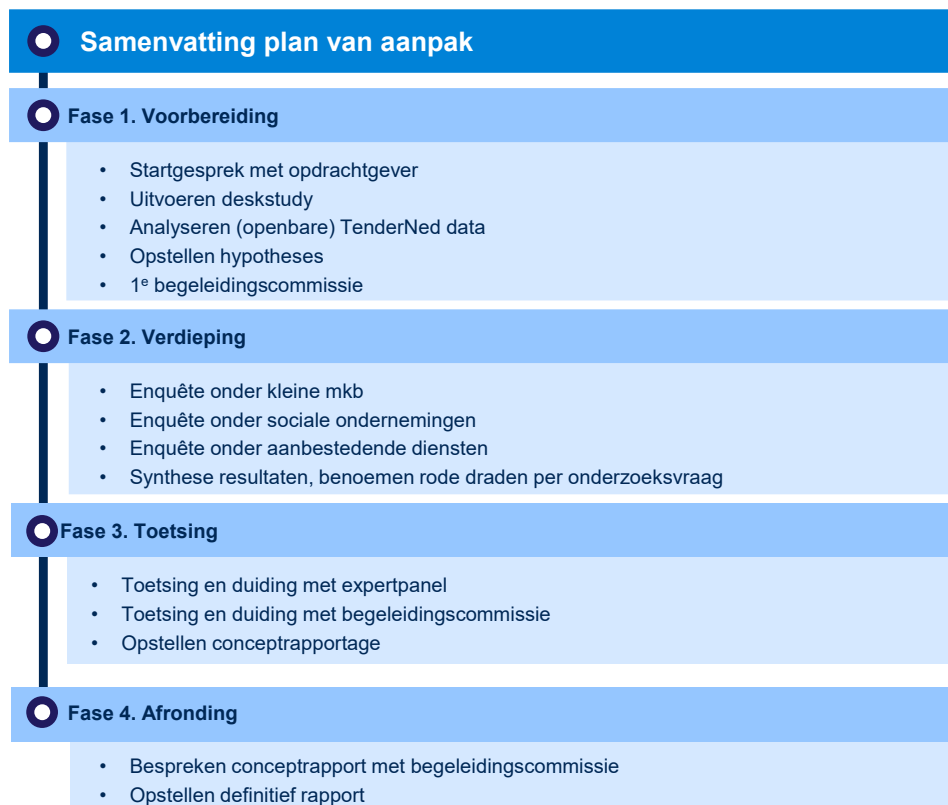 Samenvatting plan van aanpak
Fase 1. Voorbereiding
• Startgesprek met opdrachtgever
• Uitvoeren deskstudy
• Analyseren (openbare) TenderNed data
• Opstellen hypotheses
• 1ᵉ begeleidingscommissie
Fase 2. Verdieping
• Enquête onder kleine mkb
• Enquête onder sociale ondernemingen
• Enquête onder aanbestedende diensten
• Synthese resultaten, benoemen rode draden per onderzoeksvraag
Fase 3. Toetsing
• Toetsing en duiding met expertpanel
• Toetsing en duiding met begeleidingscommissie
• Opstellen conceptrapportage
Fase 4. Afronding
• Bespreken conceptrapport met begeleidingscommissie
• Opstellen definitief rapport